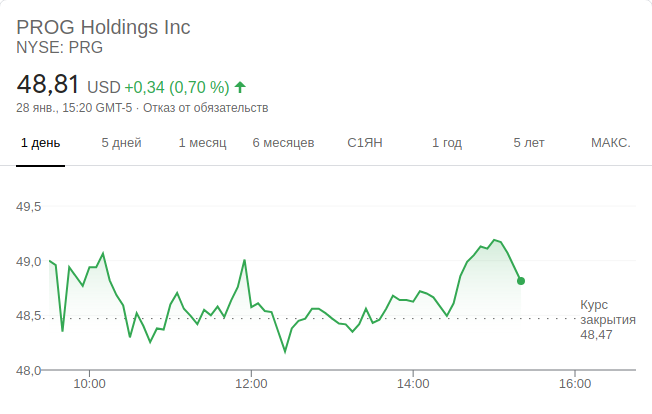 PROG Holdings Inc
NYSE: PRG
48,81 USD +0,34 (0,70 %)
28 янв., 15:20 GMT-5 · Отказ от обязательств
1 день 5 дней 1 месяц 6 месяцев С1ЯН 1 год 5 лет МАКС.
49,5
49,0
48,5
48,0
Курс
закрытия
48,47
10:00 12:00 14:00 16:00